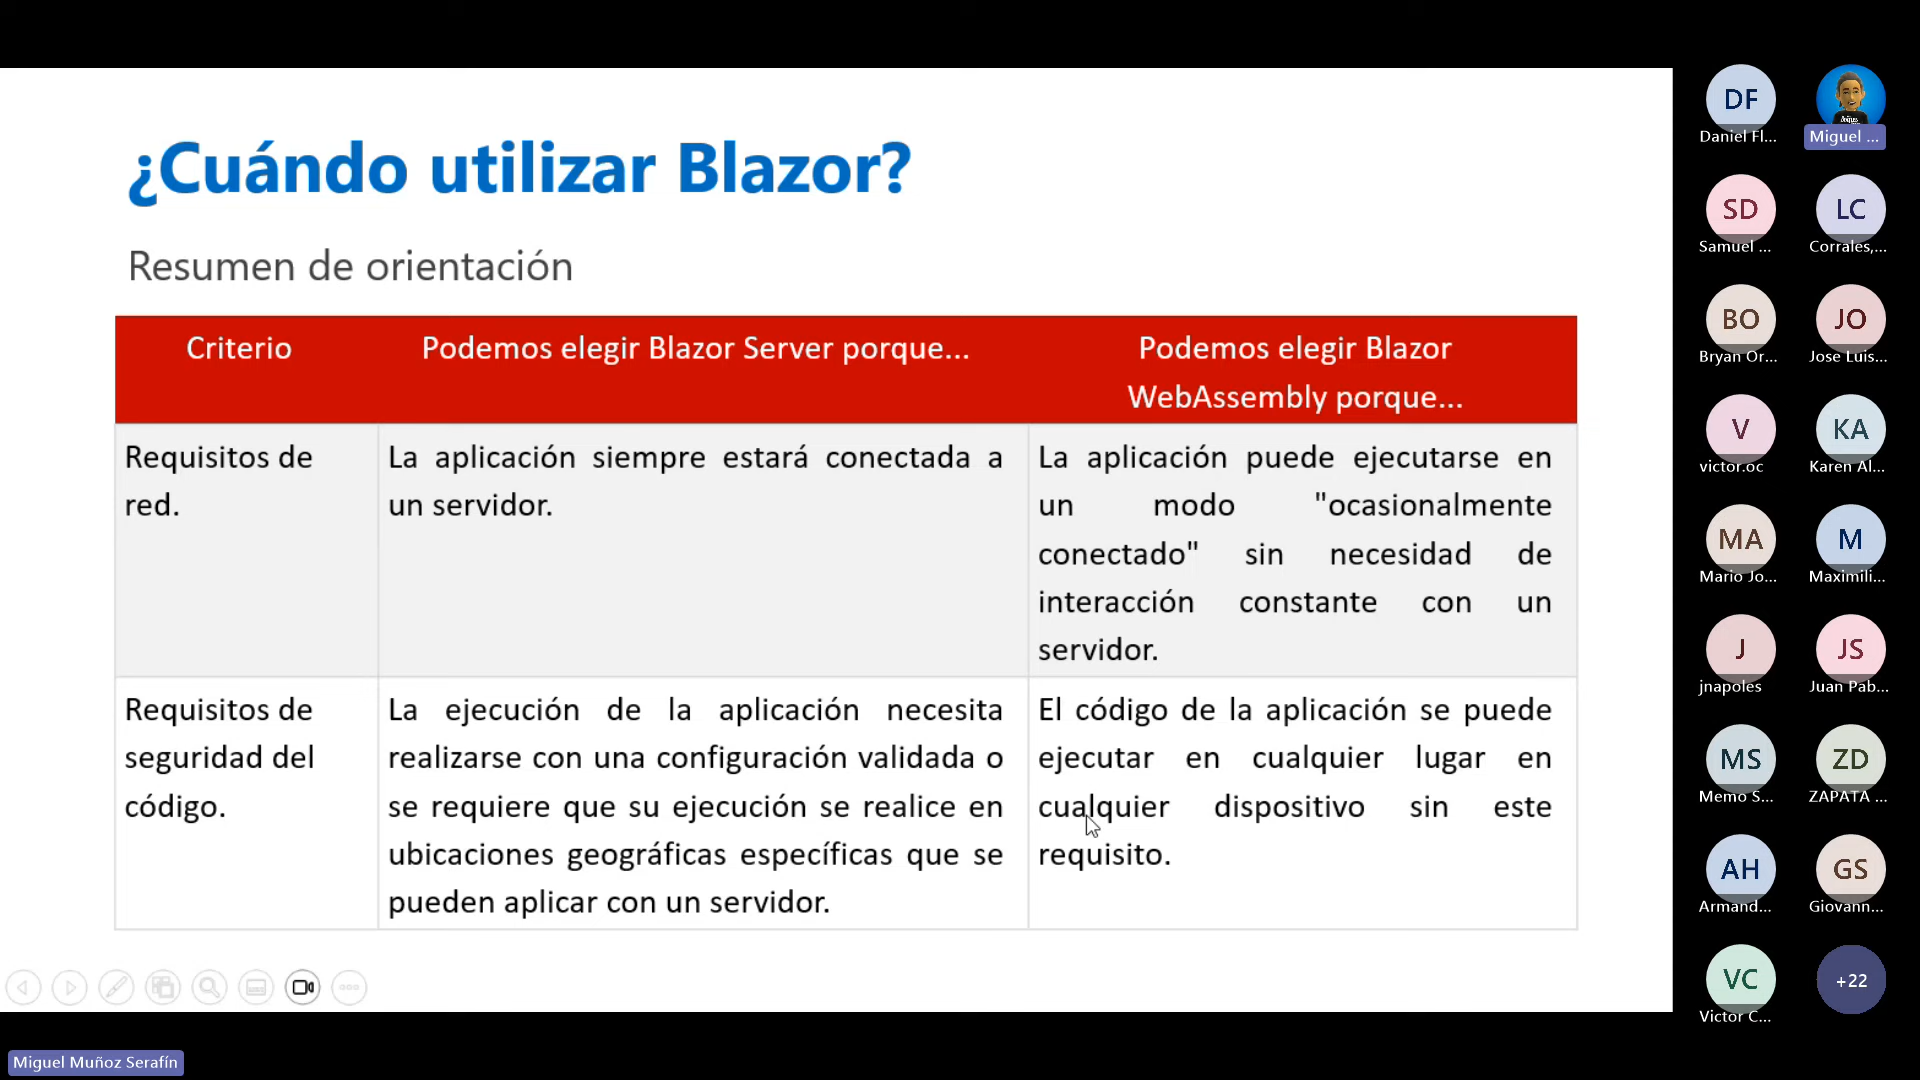 ¿Cuándo utilizar Blazor?
Resumen de orientación
Criterio
Podemos elegir Blazor Server porque...
Podemos elegir Blazor
WebAssembly porque...
Requisitos de
red.
La aplicación siempre estará conectada a
un servidor.
La aplicación puede ejecutarse en
un modo "ocasionalmente
conectado" sin necesidad de
interacción constante con un
servidor.
Requisitos de
seguridad del
código.
La ejecución de la aplicación necesita
realizarse con una configuración validada o
se requiere que su ejecución se realice en
ubicaciones geográficas específicas que se
pueden aplicar con un servidor.
El código de la aplicación se puede
ejecutar en cualquier lugar en
cualquier dispositivo sin este
requisito.
DF
Daniel Fl...
Miguel ...
SD
Samuel ...
LC
Corrales,...
BO
Bryan Or...
JO
Jose Luis...
V
victor.oc
KA
Karen Al...
MA
Mario Jo...
M
Maximili...
J
jnapoles
JS
Juan Pab...
MS
Memo S...
ZD
ZAPATA ...
AH
Armand...
GS
Giovann...
VC
Victor C...
+22
Miguel Muñoz Serafín